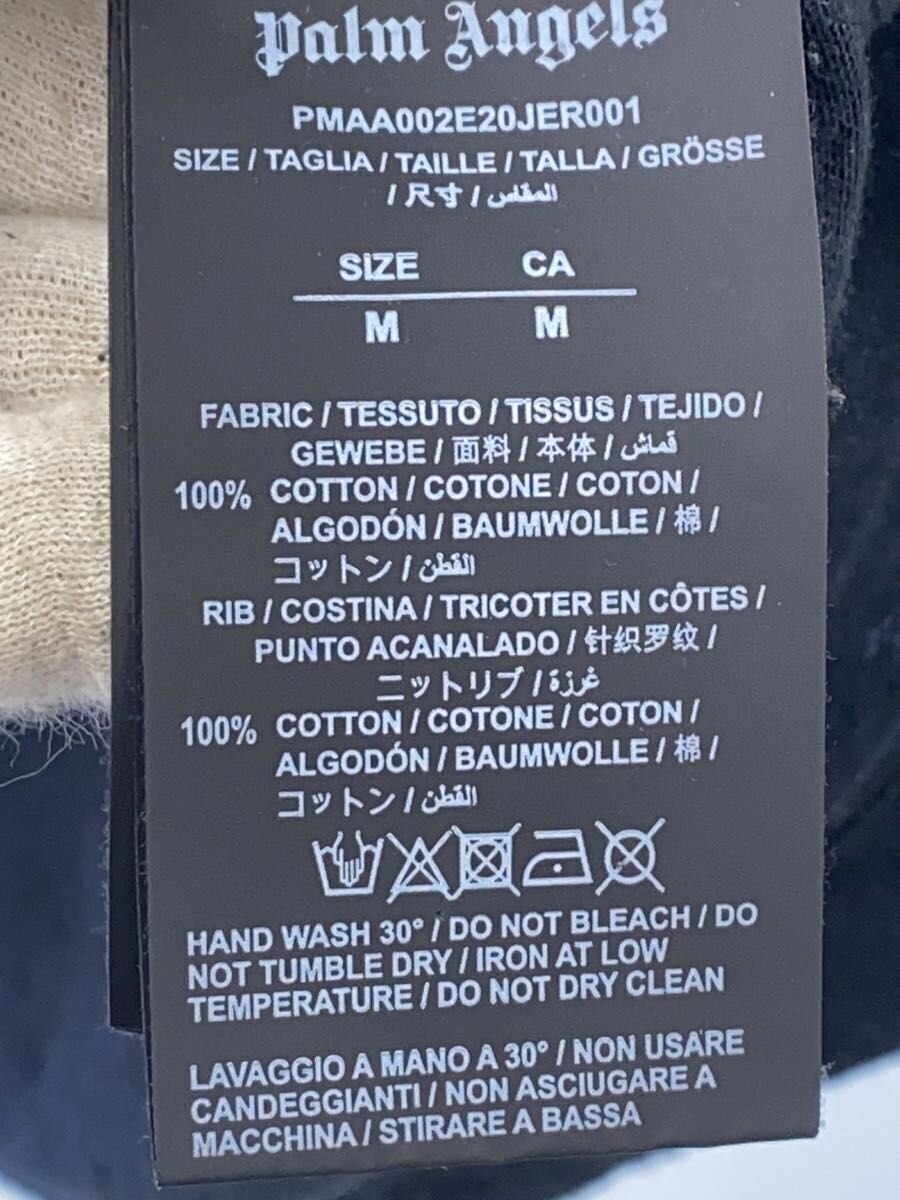 Palm Angels
PMAA002E20JER001
SIZE / TAGLIA / TAILLE / TALLA / GRÖSSE
/ 尺寸 / المقاس
SIZE CA
M M
FABRIC / TESSUTO / TISSUS / TEJIDO /
GEWEBE / 面料 / 本体 / قماش
100% COTTON / COTONE / COTON /
ALGODÓN / BAUMWOLLE / 棉 /
コットン / القطن
RIB / COSTINA / TRICOTER EN CÔTES /
PUNTO ACANALADO / 针织罗纹 /
ニットリブ / غرزة
100% COTTON / COTONE / COTON /
ALGODÓN / BAUMWOLLE / 棉 /
コットン / القطن
HAND WASH 30° / DO NOT BLEACH / DO
NOT TUMBLE DRY / IRON AT LOW
TEMPERATURE / DO NOT DRY CLEAN
LAVAGGIO A MANO A 30° / NON USARE
CANDEGGIANTI / NON ASCIUGARE A
MACCHINA / STIRARE A BASSA